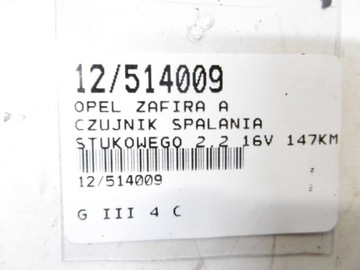 12/514009
OPEL ZAFIRA A
CZUJNIK SPALANIA
STUKOWEGO 2.2 16V 147KM
12/514009
G III 4 C